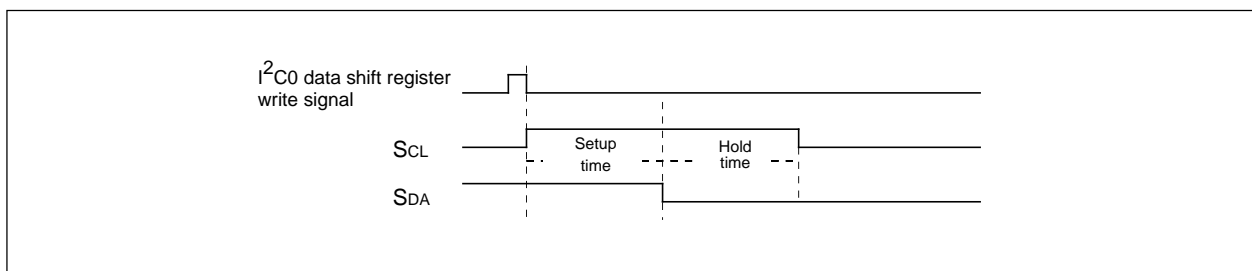 I²C0 data shift register
write signal
SCL
Setup
time
Hold
time
SDA